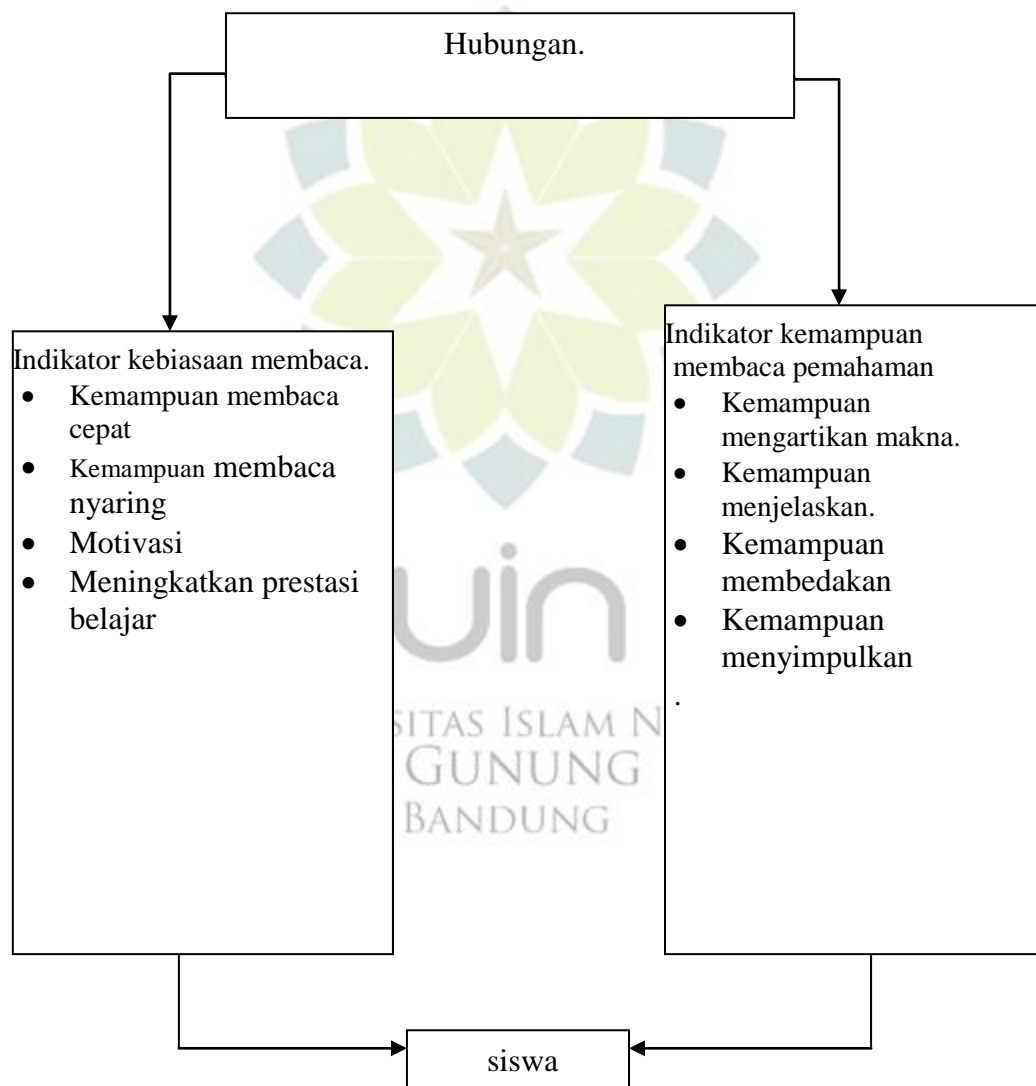 Hubungan.
Indikator kebiasaan membaca.
• Kemampuan membaca
cepat
• Kemampuan membaca
nyaring
• Motivasi
• Meningkatkan prestasi
belajar
Indikator kemampuan
membaca pemahaman
• Kemampuan
mengartikan makna.
• Kemampuan
menjelaskan.
• Kemampuan
membedakan
• Kemampuan
menyimpulkan
.
uin
SITAS ISLAM N
GUNUNG
BANDUNG
siswa